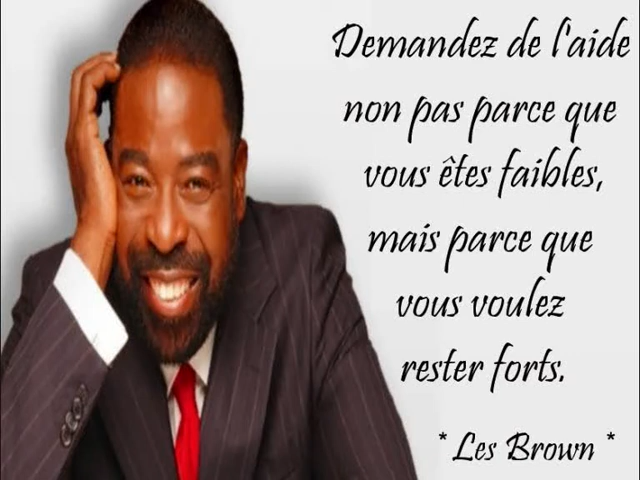 Demandez de l'aide
non pas parce que
vous êtes faibles,
mais parce que
vous voulez
rester forts.
* Les Brown *